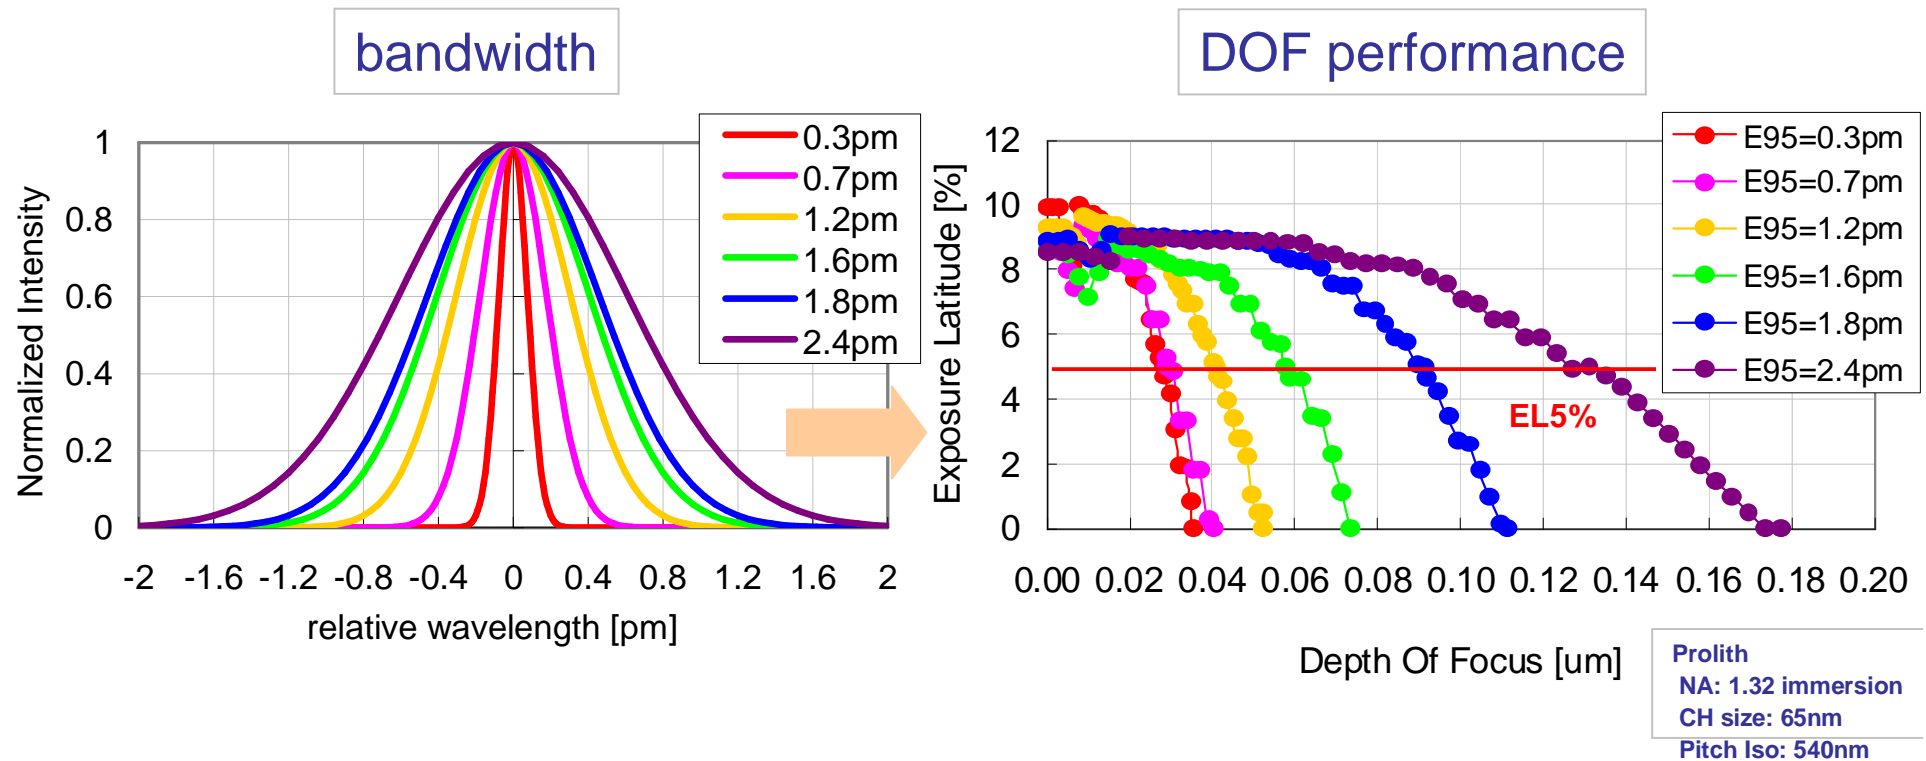 bandwidth
Normalized Intensity
1
0.8
0.6
0.4
0.2
0
-2 -1.6 -1.2 -0.8 -0.4 0 0.4 0.8 1.2 1.6 2
relative wavelength [pm]
0.3pm
0.7pm
1.2pm
1.6pm
1.8pm
2.4pm
DOF performance
Exposure Latitude [%]
12
10
8
6
4
2
0
0.00 0.02 0.04 0.06 0.08 0.10 0.12 0.14 0.16 0.18 0.20
Depth Of Focus [um]
E95=0.3pm
E95=0.7pm
E95=1.2pm
E95=1.6pm
E95=1.8pm
E95=2.4pm
EL5%
Prolith
NA: 1.32 immersion
CH size: 65nm
Pitch Iso: 540nm